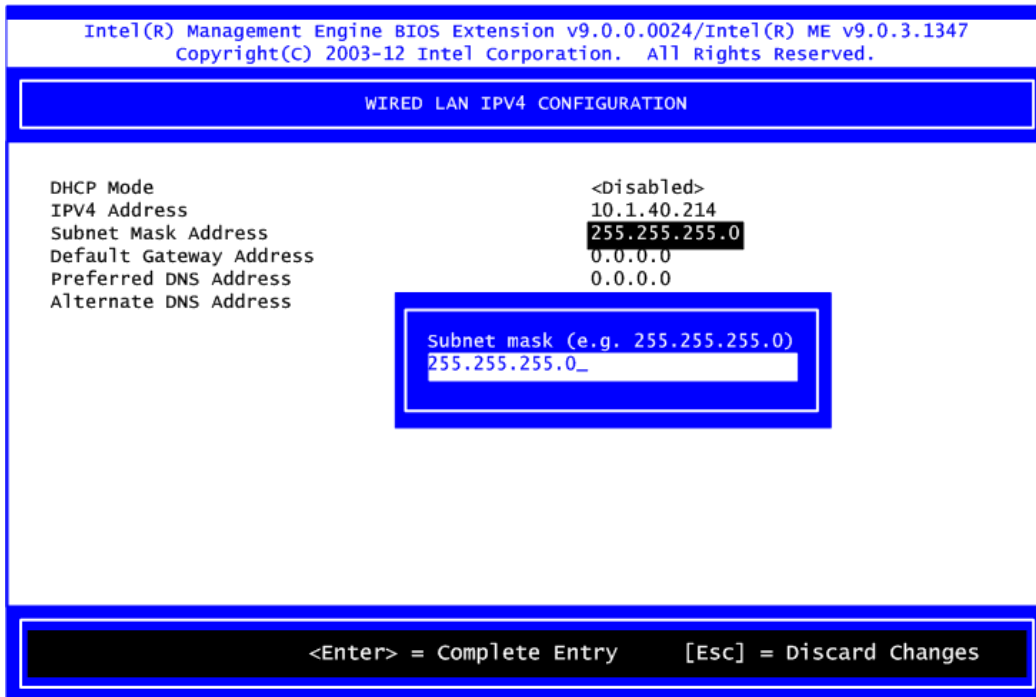 Intel(R) Management Engine BIOS Extension v9.0.0.0024/Intel(R) ME v9.0.3.1347
Copyright(C) 2003-12 Intel Corporation. All Rights Reserved.
WIRED LAN IPV4 CONFIGURATION
DHCP Mode <Disabled>
IPV4 Address 10.1.40.214
Subnet Mask Address 255.255.255.0
Default Gateway Address 0.0.0.0
Preferred DNS Address 0.0.0.0
Alternate DNS Address
Subnet mask (e.g. 255.255.255.0)
255.255.255.0_
<Enter> = Complete Entry [Esc] = Discard Changes